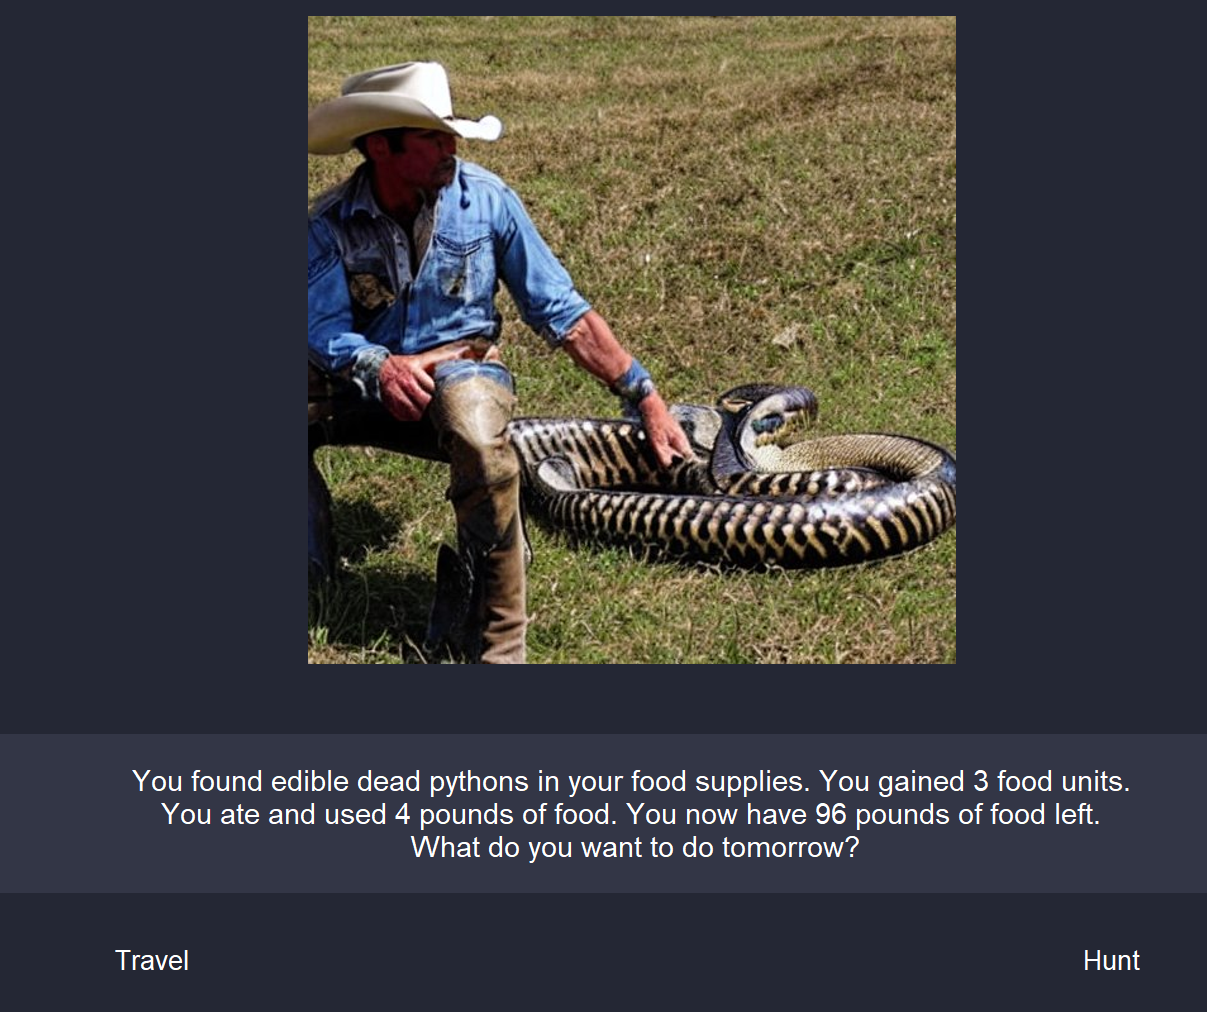 You found edible dead pythons in your food supplies. You gained 3 food units.
You ate and used 4 pounds of food. You now have 96 pounds of food left.
What do you want to do tomorrow?
Travel
Hunt